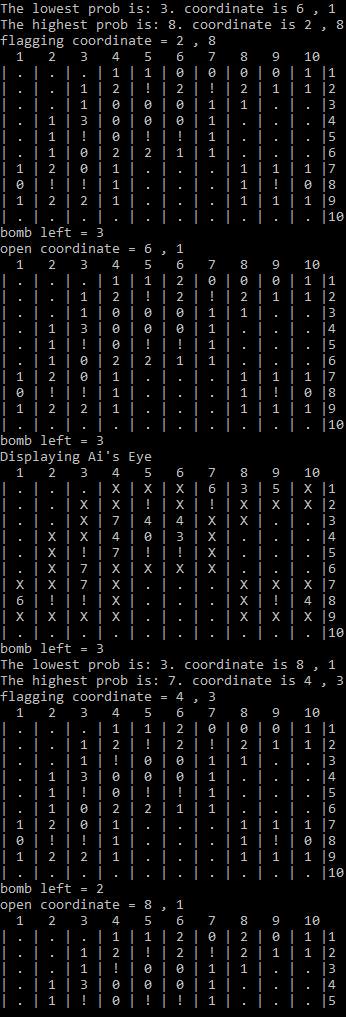 The lowest prob is: 3. coordinate is 6 , 1
The highest prob is: 8. coordinate is 2 , 8
flagging coordinate = 2 , 8
1 2 3 4 5 6 7 8 9 10
| . | . | . | 1 | 1 | 0 | 0 | 0 | 0 | 1 |1
| . | . | 1 | 2 | ! | 2 | ! | 2 | 1 | 1 |2
| . | . | 1 | 0 | 0 | 0 | 1 | 1 | . | . |3
| . | 1 | 3 | 0 | 0 | 0 | 1 | . | . | . |4
| . | 1 | ! | 0 | ! | ! | 1 | . | . | . |5
| . | 1 | 0 | 2 | 2 | 1 | 1 | . | . | . |6
| 1 | 2 | 0 | 1 | . | . | . | 1 | 1 | 1 |7
| 0 | ! | ! | 1 | . | . | . | 1 | ! | 0 |8
| 1 | 2 | 2 | 1 | . | . | . | 1 | 1 | 1 |9
| . | . | . | . | . | . | . | . | . | . |10
bomb left = 3
open coordinate = 6 , 1
1 2 3 4 5 6 7 8 9 10
| . | . | . | 1 | 1 | 2 | 0 | 0 | 0 | 1 |1
| . | . | 1 | 2 | ! | 2 | ! | 2 | 1 | 1 |2
| . | . | 1 | 0 | 0 | 0 | 1 | 1 | . | . |3
| . | 1 | 3 | 0 | 0 | 0 | 1 | . | . | . |4
| . | 1 | ! | 0 | ! | ! | 1 | . | . | . |5
| . | 1 | 0 | 2 | 2 | 1 | 1 | . | . | . |6
| 1 | 2 | 0 | 1 | . | . | . | 1 | 1 | 1 |7
| 0 | ! | ! | 1 | . | . | . | 1 | ! | 0 |8
| 1 | 2 | 2 | 1 | . | . | . | 1 | 1 | 1 |9
| . | . | . | . | . | . | . | . | . | . |10
bomb left = 3
Displaying Ai's Eye
1 2 3 4 5 6 7 8 9 10
| . | . | . | X | X | X | 6 | 3 | 5 | X |1
| . | . | X | X | ! | X | ! | X | X | X |2
| . | . | X | 7 | 4 | 4 | X | X | . | . |3
| . | X | X | 4 | 0 | 3 | X | . | . | . |4
| . | X | ! | 7 | ! | ! | X | . | . | . |5
| . | X | 7 | X | X | X | X | . | . | . |6
| X | X | 7 | X | . | . | . | X | X | X |7
| 6 | ! | ! | X | . | . | . | X | ! | 4 |8
| X | X | X | X | . | . | . | X | X | X |9
| . | . | . | . | . | . | . | . | . | . |10
bomb left = 3
The lowest prob is: 3. coordinate is 8 , 1
The highest prob is: 7. coordinate is 4 , 3
flagging coordinate = 4 , 3
1 2 3 4 5 6 7 8 9 10
| . | . | . | 1 | 1 | 2 | 0 | 0 | 0 | 1 |1
| . | . | 1 | 2 | ! | 2 | ! | 2 | 1 | 1 |2
| . | . | 1 | ! | 0 | 0 | 1 | 1 | . | . |3
| . | 1 | 3 | 0 | 0 | 0 | 1 | . | . | . |4
| . | 1 | ! | 0 | ! | ! | 1 | . | . | . |5
| . | 1 | 0 | 2 | 2 | 1 | 1 | . | . | . |6
| 1 | 2 | 0 | 1 | . | . | . | 1 | 1 | 1 |7
| 0 | ! | ! | 1 | . | . | . | 1 | ! | 0 |8
| 1 | 2 | 2 | 1 | . | . | . | 1 | 1 | 1 |9
| . | . | . | . | . | . | . | . | . | . |10
bomb left = 2
open coordinate = 8 , 1
1 2 3 4 5 6 7 8 9 10
| . | . | . | 1 | 1 | 2 | 0 | 2 | 0 | 1 |1
| . | . | 1 | 2 | ! | 2 | ! | 2 | 1 | 1 |2
| . | . | 1 | ! | 0 | 0 | 1 | 1 | . | . |3
| . | 1 | 3 | 0 | 0 | 0 | 1 | . | . | . |4
| . | 1 | ! | 0 | ! | ! | 1 | . | . | . |5